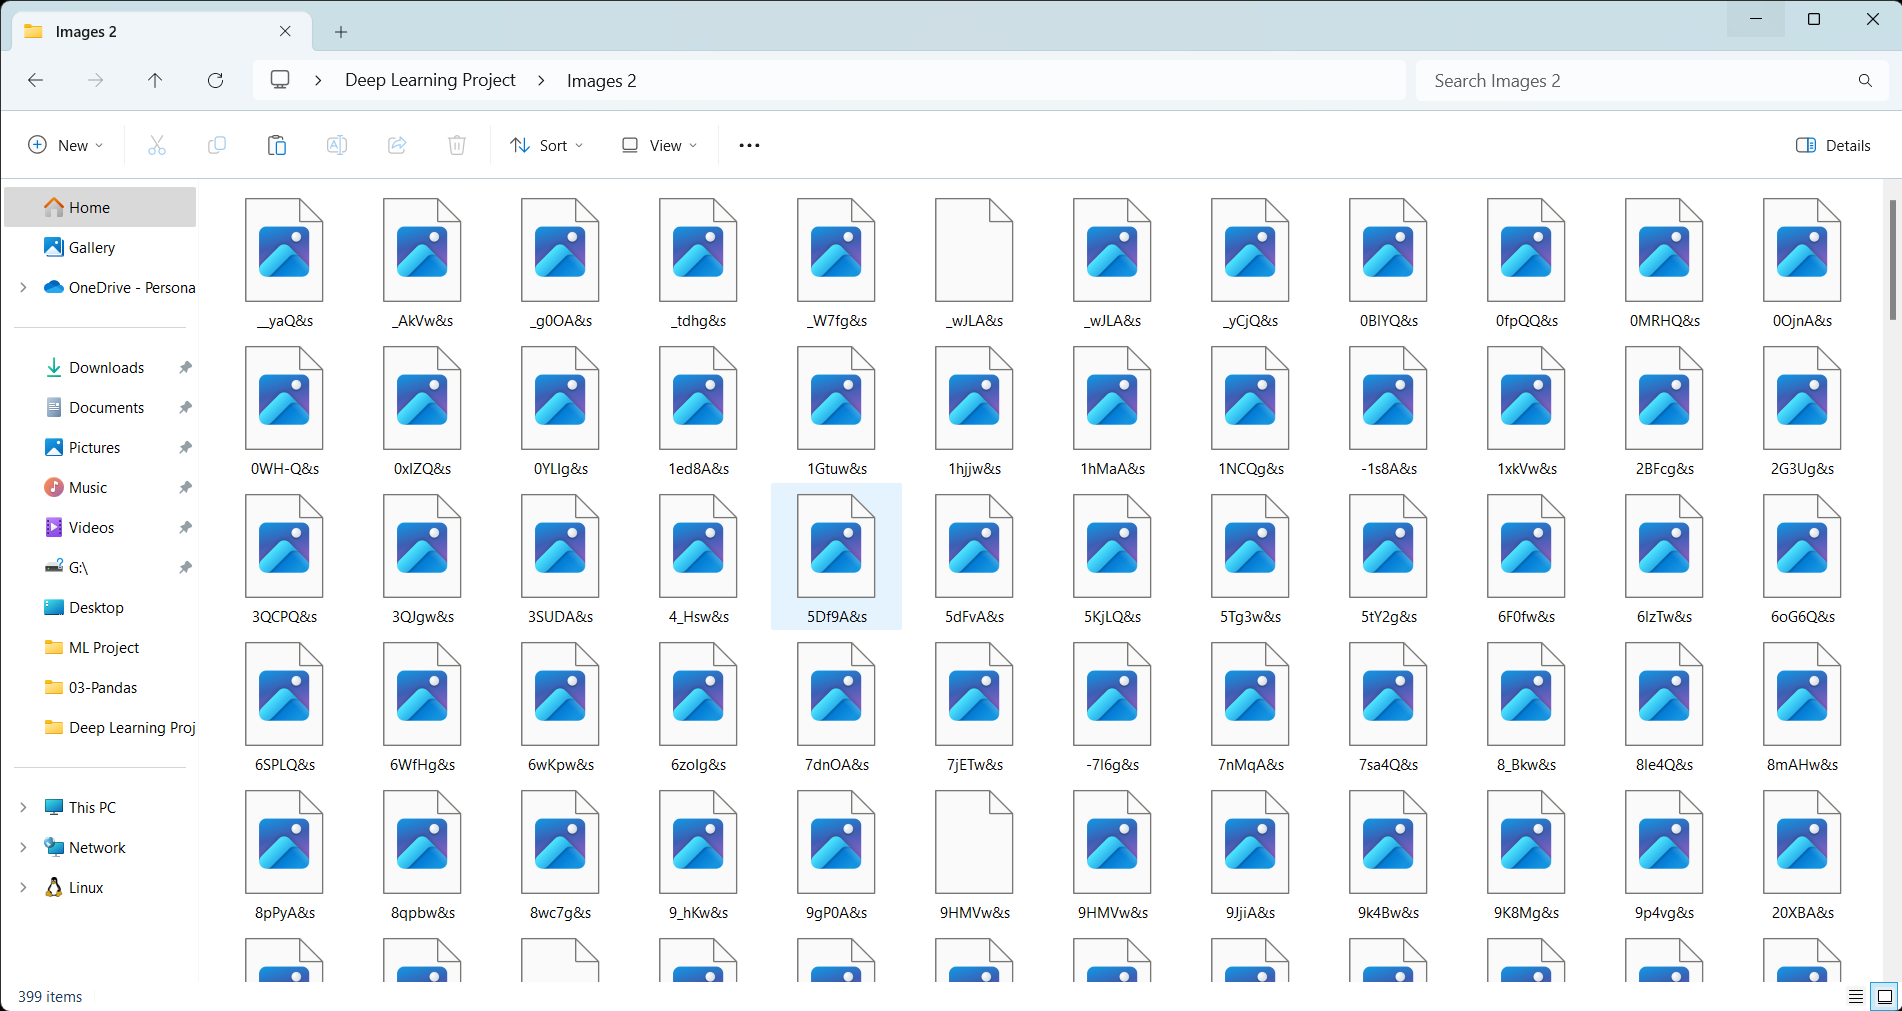 Images 2
Deep Learning Project
Images 2
Search Images 2
New
Sort
View
Details
Home
Gallery
OneDrive - Persona
Downloads
Documents
Pictures
Music
Videos
G:\
Desktop
ML Project
03-Pandas
Deep Learning Proj
This PC
Network
Linux
__yaQ&s _AkVw&s _g0OA&s _tdhg&s _W7fg&s _wJLA&s _wJLA&s _yCjQ&s 0BIYQ&s 0fpQQ&s 0MRHQ&s 0OjnA&s
0WH-Q&s 0xIZQ&s 0YLIg&s 1ed8A&s 1Gtuw&s 1hjjw&s 1hMaA&s 1NCQg&s -1s8A&s 1xkVw&s 2BFcg&s 2G3Ug&s
3QCPQ&s 3QJgw&s 3SUDA&s 4_Hsw&s 5Df9A&s 5dFvA&s 5KjLQ&s 5Tg3w&s 5tY2g&s 6F0fw&s 6IzTw&s 6oG6Q&s
6SPLQ&s 6WfHg&s 6wKpw&s 6zoIg&s 7dnOA&s 7jETw&s -7I6g&s 7nMqA&s 7sa4Q&s 8_Bkw&s 8Ie4Q&s 8mAHw&s
8pPyA&s 8qpbw&s 8wc7g&s 9_hKw&s 9gP0A&s 9HMVw&s 9HMVw&s 9JjiA&s 9k4Bw&s 9K8Mg&s 9p4vg&s 20XBA&s
399 items